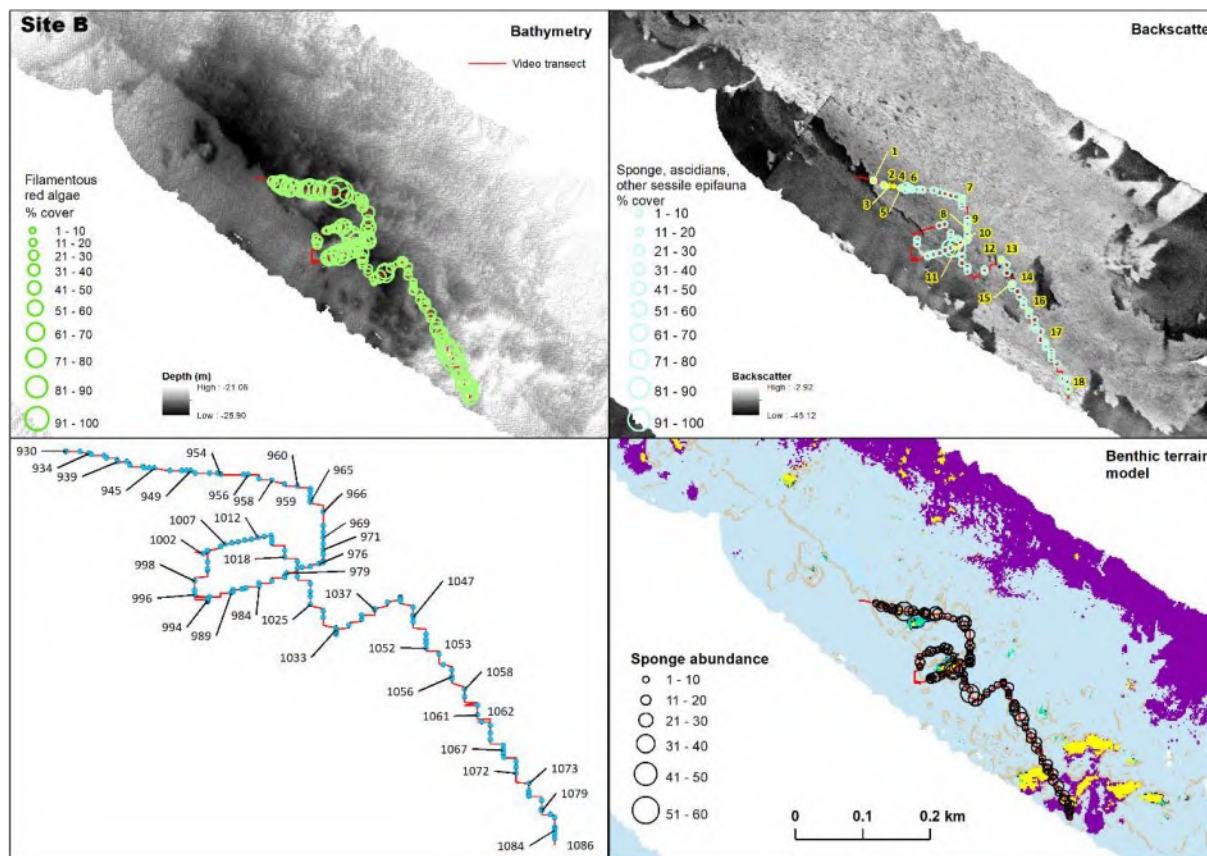 Site B
Bathymetry
Video transect
Filamentous
red algae
% cover
1 - 10
11 - 20
21 - 30
31 - 40
41 - 50
51 - 60
61 - 70
71 - 80
81 - 90
91 - 100
Depth (m)
High : -21.06
Low : -25.90
Backscatter
Sponge, ascidians,
other sessile epifauna
% cover
1 - 10
11 - 20
21 - 30
31 - 40
41 - 50
51 - 60
61 - 70
71 - 80
81 - 90
91 - 100
Backscatter
High : -2.92
Low : -45.12
1
2
4
6
3
5
7
8
9
10
11
12
13
14
15
16
17
18
930
934
939
945
949
954
956
958
959
960
965
966
969
971
976
979
1012
1007
1002
1018
998
996
994
989
984
1025
1037
1033
1047
1052
1053
1056
1058
1061
1062
1067
1072
1073
1079
1084
1086
Benthic terrain
model
Sponge abundance
1 - 10
11 - 20
21 - 30
31 - 40
41 - 50
51 - 60
0 0.1 0.2 km